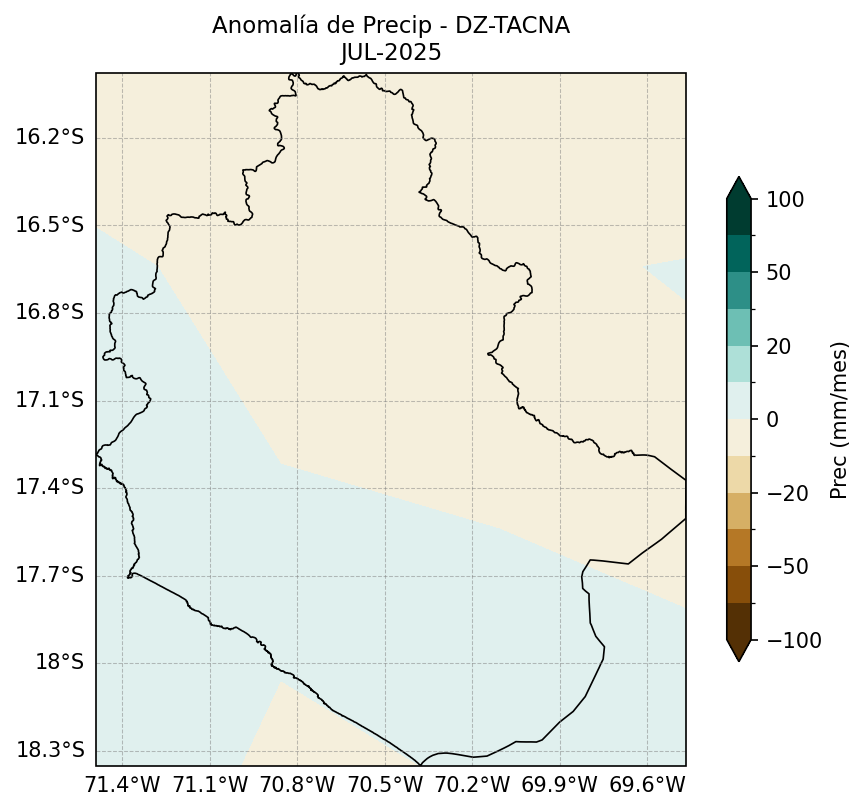 Anomalía de Precip - DZ-TACNA
JUL-2025
16.2°S
16.5°S
16.8°S
17.1°S
17.4°S
17.7°S
18°S
18.3°S
71.4°W 71.1°W 70.8°W 70.5°W 70.2°W 69.9°W 69.6°W
100
50
20
0
−20
−50
−100
Prec (mm/mes)